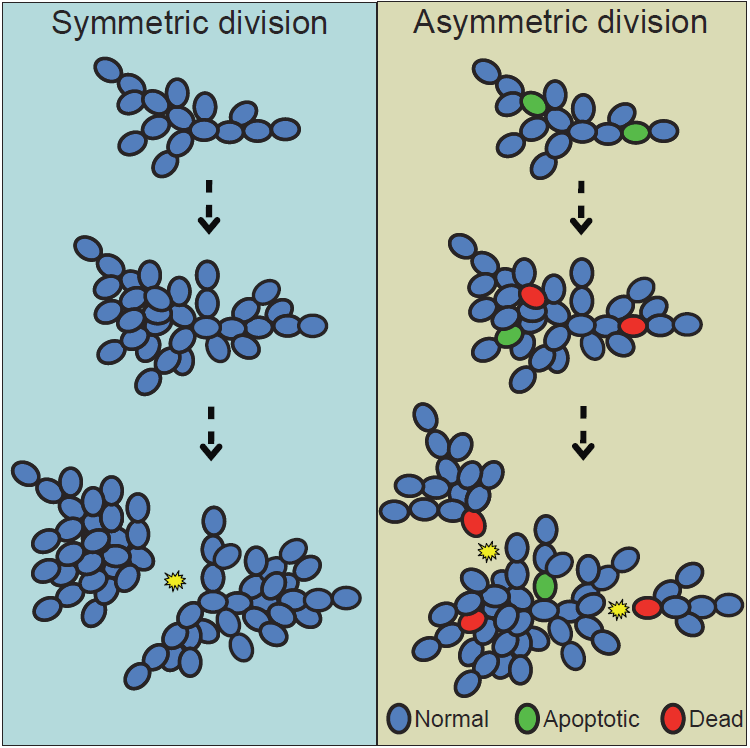 Symmetric division
Asymmetric division
Normal
Apoptotic
Dead